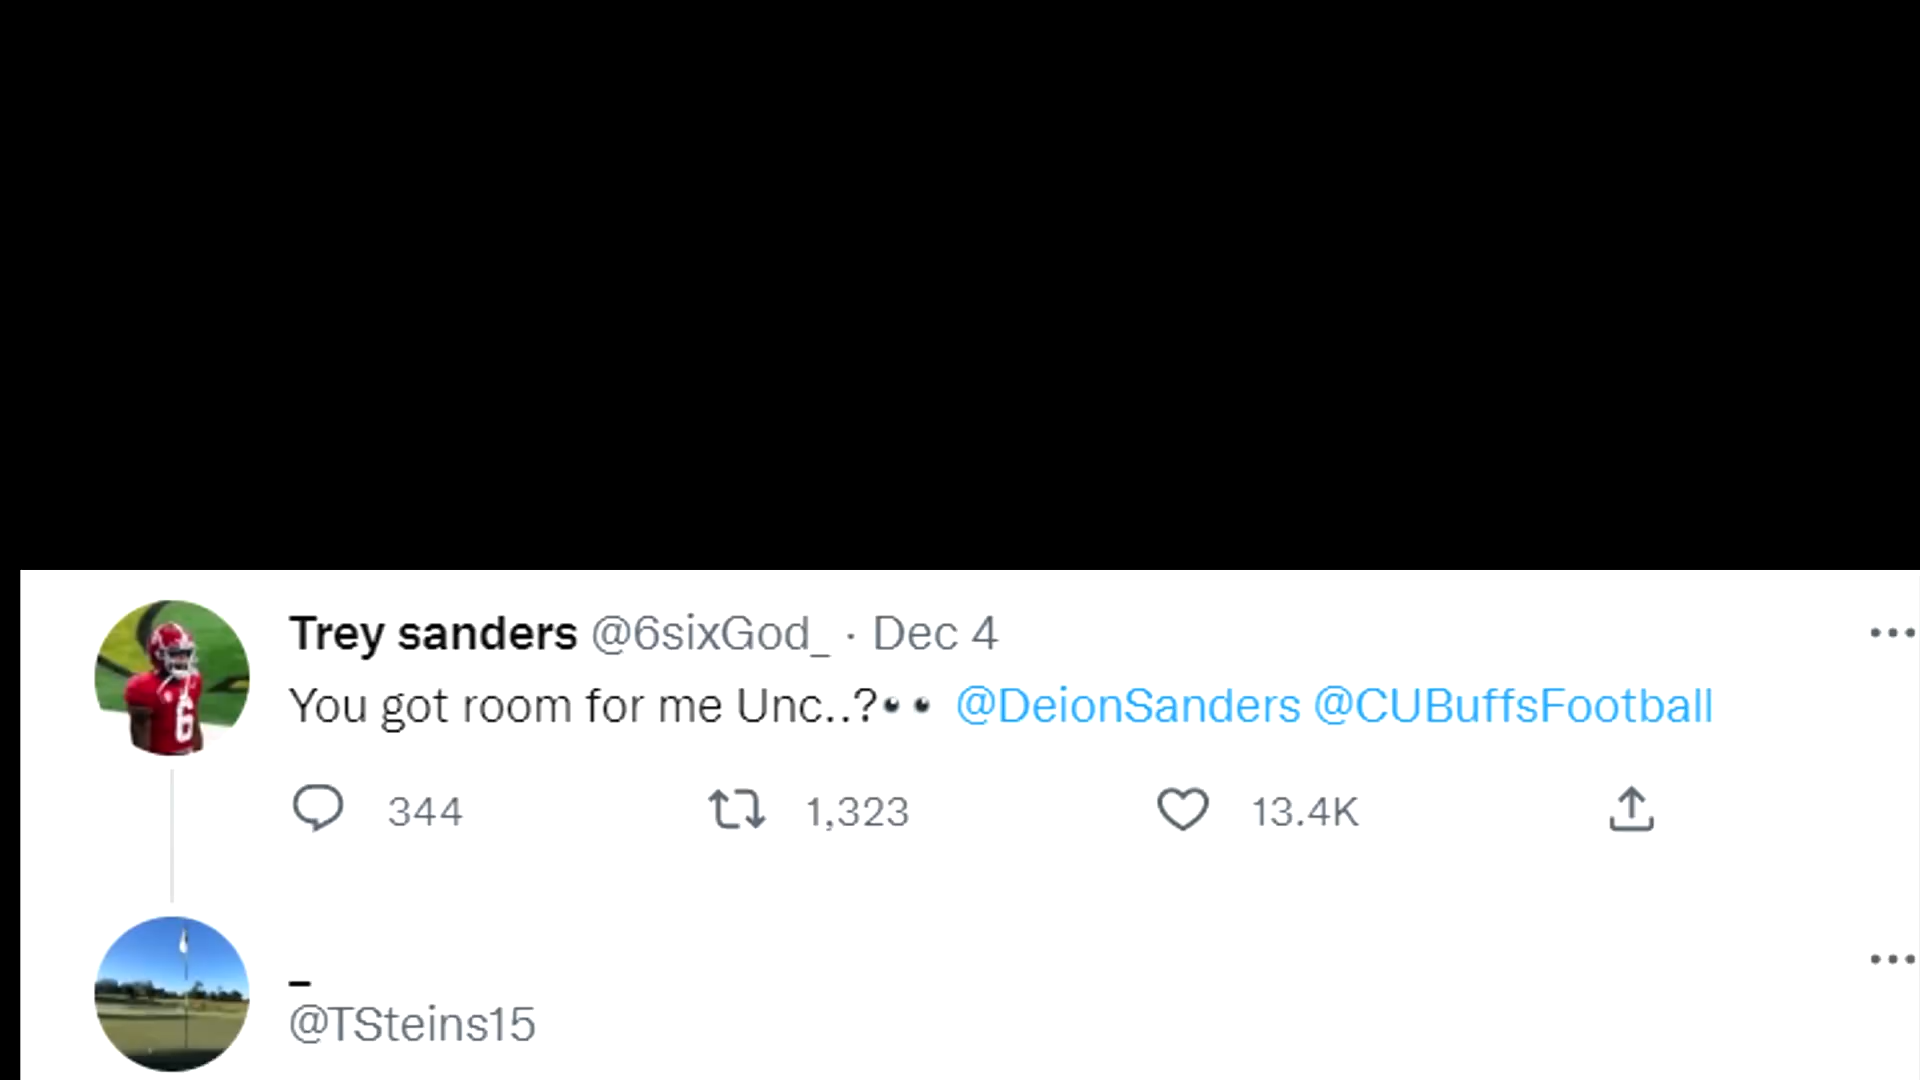 Trey sanders @6sixGod_ · Dec 4
You got room for me Unc..?👀 @DeionSanders @CUBuffsFootball
344 1,323 13.4K
_
@TSteins15
6